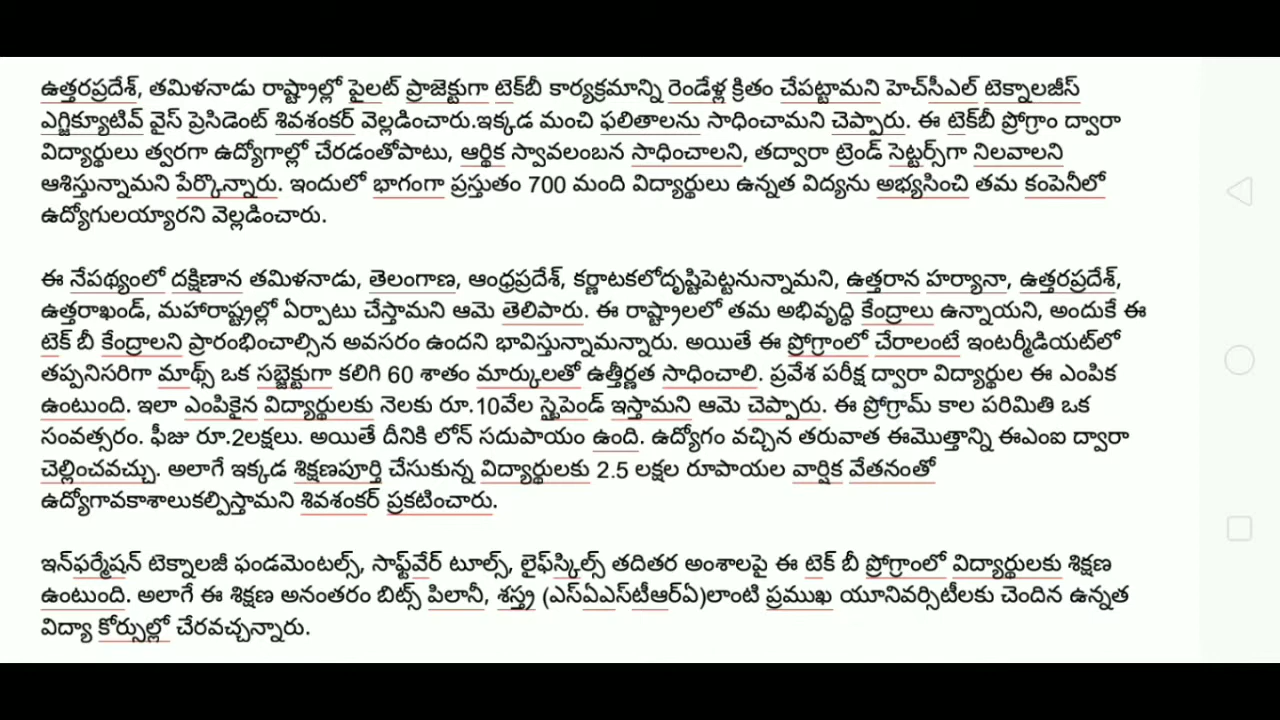 ఉత్తరప్రదేశ్, తమిళనాడు రాష్ట్రాల్లో పైలట్ ప్రాజెక్టుగా టెక్‌బీ కార్యక్రమాన్ని రెండేళ్ల క్రితం చేపట్టామని హెచ్‌సీఎల్ టెక్నాలజీస్
ఎగ్జిక్యూటివ్ వైస్ ప్రెసిడెంట్ శివశంకర్ వెల్లడించారు.ఇక్కడ మంచి ఫలితాలను సాధించామని చెప్పారు. ఈ టెక్‌బీ ప్రోగ్రాం ద్వారా
విద్యార్థులు త్వరగా ఉద్యోగాల్లో చేరడంతోపాటు, ఆర్థిక స్వావలంబన సాధించాలని, తద్వారా ట్రెండ్ సెట్టర్స్‌గా నిలవాలని
ఆశిస్తున్నామని పేర్కొన్నారు. ఇందులో భాగంగా ప్రస్తుతం 700 మంది విద్యార్థులు ఉన్నత విద్యను అభ్యసించి తమ కంపెనీలో
ఉద్యోగులయ్యారని వెల్లడించారు.
ఈ నేపథ్యంలో దక్షిణాన తమిళనాడు, తెలంగాణ, ఆంధ్రప్రదేశ్, కర్ణాటకలోదృష్టిపెట్టనున్నామని, ఉత్తరాన హర్యానా, ఉత్తరప్రదేశ్,
ఉత్తరాఖండ్, మహారాష్ట్రల్లో ఏర్పాటు చేస్తామని ఆమె తెలిపారు. ఈ రాష్ట్రాలలో తమ అభివృద్ధి కేంద్రాలు ఉన్నాయని, అందుకే ఈ
టెక్ బీ కేంద్రాలని ప్రారంభించాల్సిన అవసరం ఉందని భావిస్తున్నామన్నారు. అయితే ఈ ప్రోగ్రాంలో చేరాలంటే ఇంటర్మీడియట్‌లో
తప్పనిసరిగా మాథ్స్ ఒక సబ్జెక్టుగా కలిగి 60 శాతం మార్కులతో ఉత్తీర్ణత సాధించాలి. ప్రవేశ పరీక్ష ద్వారా విద్యార్థుల ఈ ఎంపిక
ఉంటుంది. ఇలా ఎంపికైన విద్యార్థులకు నెలకు రూ.10వేల స్టైపెండ్ ఇస్తామని ఆమె చెప్పారు. ఈ ప్రోగ్రామ్ కాల పరిమితి ఒక
సంవత్సరం. ఫీజు రూ.2లక్షలు. అయితే దీనికి లోన్ సదుపాయం ఉంది. ఉద్యోగం వచ్చిన తరువాత ఈమొత్తాన్ని ఈఎంఐ ద్వారా
చెల్లించవచ్చు. అలాగే ఇక్కడ శిక్షణపూర్తి చేసుకున్న విద్యార్థులకు 2.5 లక్షల రూపాయల వార్షిక వేతనంతో
ఉద్యోగావకాశాలుకల్పిస్తామని శివశంకర్ ప్రకటించారు.
ఇన్‌ఫర్మేషన్ టెక్నాలజీ ఫండమెంటల్స్, సాఫ్ట్‌వేర్ టూల్స్, లైఫ్‌స్కిల్స్ తదితర అంశాలపై ఈ టెక్ బీ ప్రోగ్రాంలో విద్యార్థులకు శిక్షణ
ఉంటుంది. అలాగే ఈ శిక్షణ అనంతరం బిట్స్ పిలానీ, శస్త్ర (ఎస్ఏఎస్‌టీఆర్ఏ)లాంటి ప్రముఖ యూనివర్సిటీలకు చెందిన ఉన్నత
విద్యా కోర్సుల్లో చేరవచ్చన్నారు.